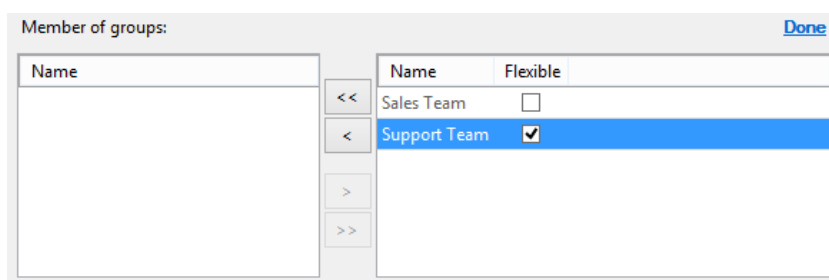 Member of groups: Done
Name
Name Flexible
<<
Sales Team
<
Support Team
>
>>